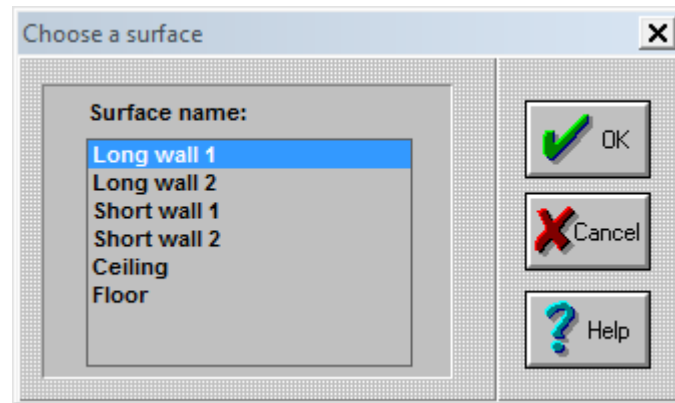 Choose a surface
Surface name:
Long wall 1
Long wall 2
Short wall 1
Short wall 2
Ceiling
Floor
OK
Cancel
Help